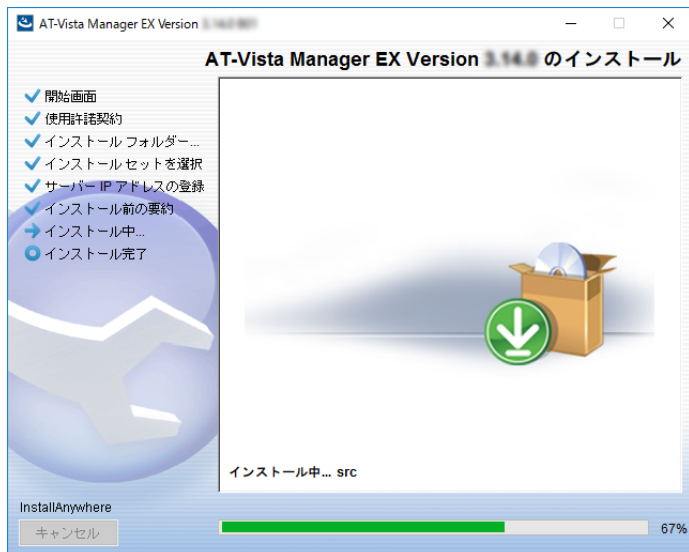 AT-Vista Manager EX Version
AT-Vista Manager EX Version のインストール
開始画面
使用許諾契約
インストール フォルダー...
インストール セットを選択
サーバー IP アドレスの登録
インストール前の要約
インストール中...
インストール完了
インストール中... src
InstallAnywhere
キャンセル
67%